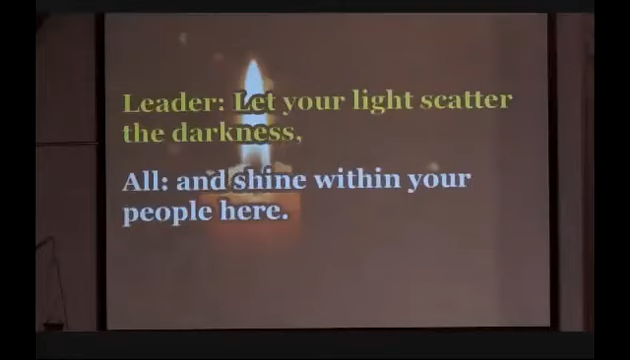 Leader: Let your light scatter
the darkness,
All: and shine within your
people here.